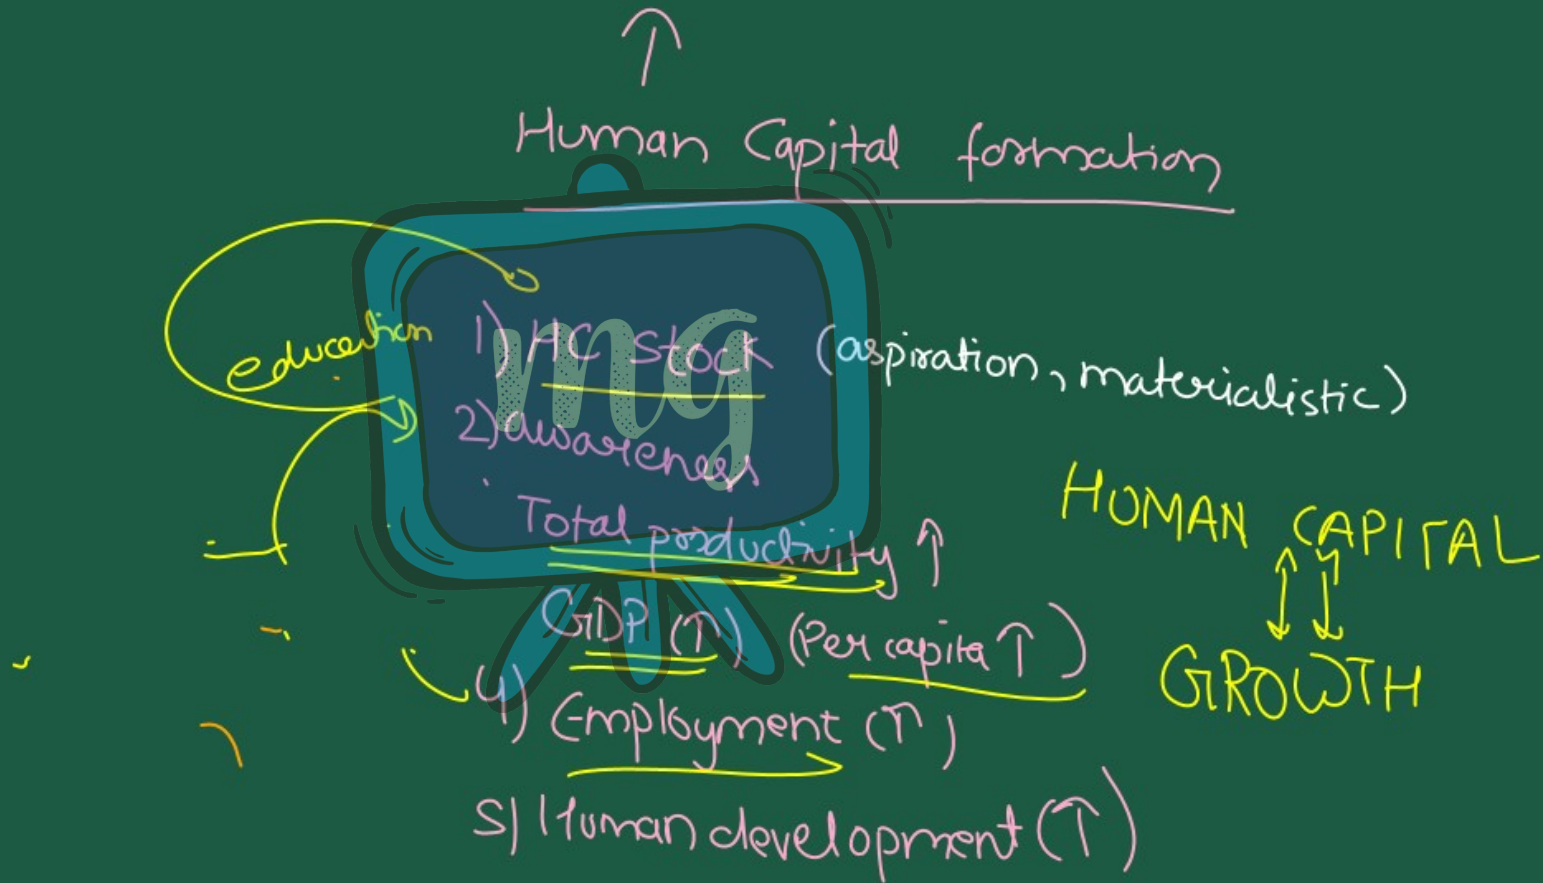 ↑
Human Capital formation
education
1) HC stock (aspiration, materialistic)
mg
2) awareness
Total productivity ↑
GDP (↑) (Per capita ↑)
4) Employment (↑)
5) Human development (↑)
HUMAN CAPITAL
GROWTH